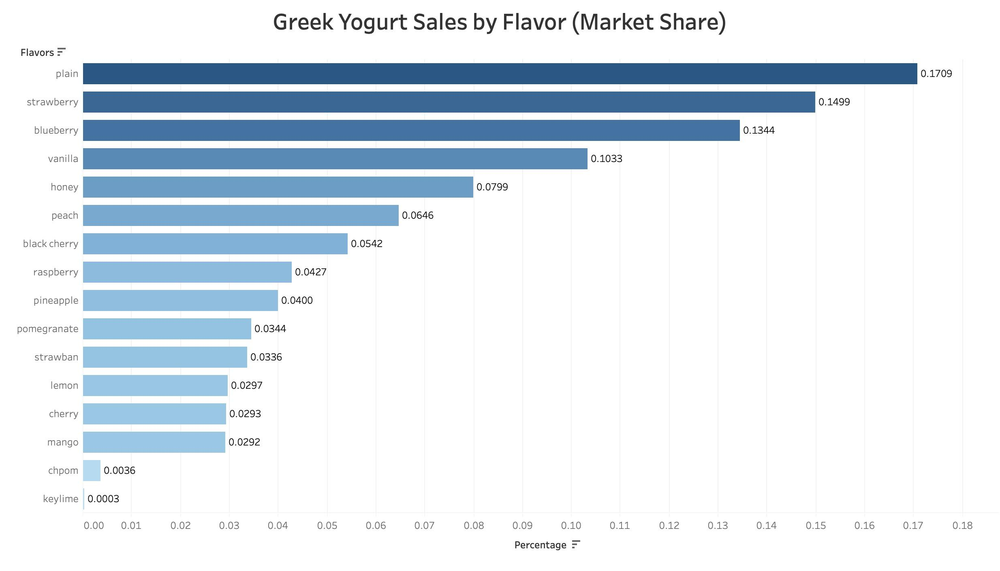 Greek Yogurt Sales by Flavor (Market Share)
Flavors
plain 0.1709
strawberry 0.1499
blueberry 0.1344
vanilla 0.1033
honey 0.0799
peach 0.0646
black cherry 0.0542
raspberry 0.0427
pineapple 0.0400
pomegranate 0.0344
strawban 0.0336
lemon 0.0297
cherry 0.0293
mango 0.0292
chpom 0.0036
keylime 0.0003
0.00 0.01 0.02 0.03 0.04 0.05 0.06 0.07 0.08 0.09 0.10 0.11 0.12 0.13 0.14 0.15 0.16 0.17 0.18
Percentage